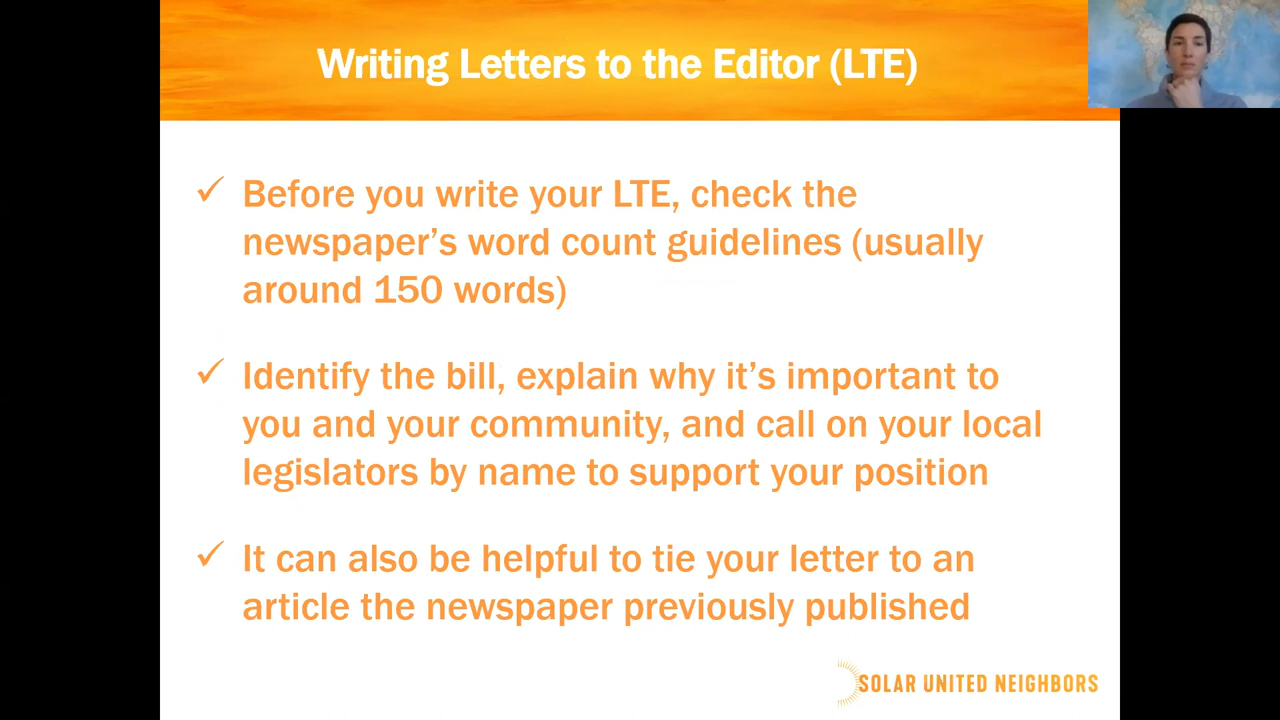 Writing Letters to the Editor (LTE)
✓ Before you write your LTE, check the
newspaper’s word count guidelines (usually
around 150 words)
✓ Identify the bill, explain why it’s important to
you and your community, and call on your local
legislators by name to support your position
✓ It can also be helpful to tie your letter to an
article the newspaper previously published
SOLAR UNITED NEIGHBORS